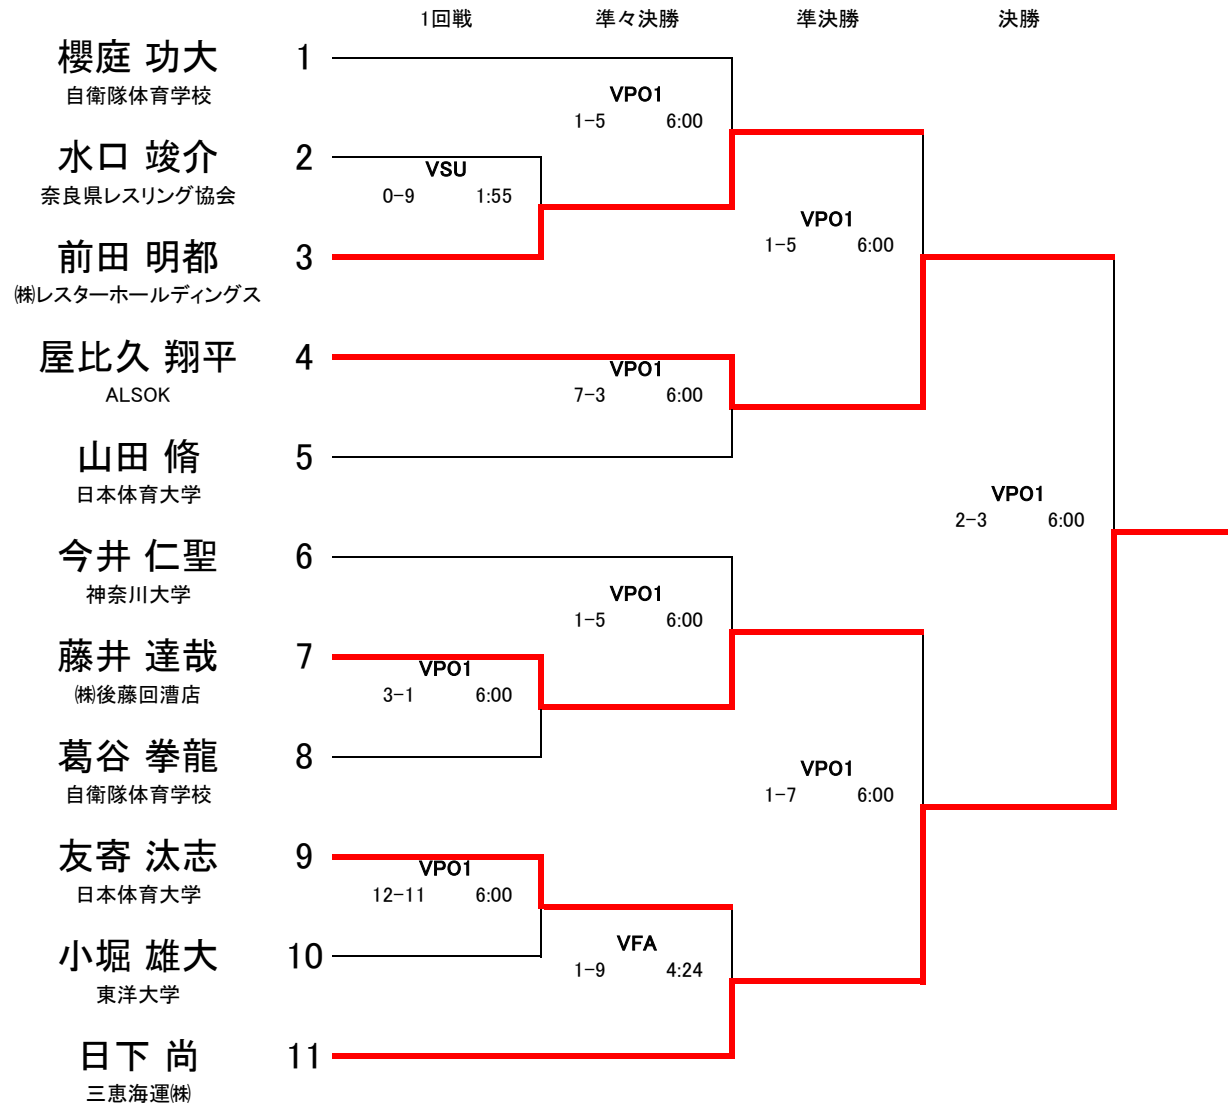 1回戦 準々決勝 準決勝 決勝
櫻庭 功大 1
自衛隊体育学校
VPO1
1-5 6:00
水口 竣介 2
奈良県レスリング協会
VSU
0-9 1:55
前田 明都 3
㈱レスターホールディングス
VPO1
1-5 6:00
屋比久 翔平 4
ALSOK
VPO1
7-3 6:00
山田 脩 5
日本体育大学
VPO1
2-3 6:00
今井 仁聖 6
神奈川大学
VPO1
1-5 6:00
藤井 達哉 7
㈱後藤回漕店
VPO1
3-1 6:00
葛谷 拳龍 8
自衛隊体育学校
VPO1
1-7 6:00
友寄 汰志 9
日本体育大学
VPO1
12-11 6:00
小堀 雄大 10
東洋大学
VFA
1-9 4:24
日下 尚 11
三恵海運㈱